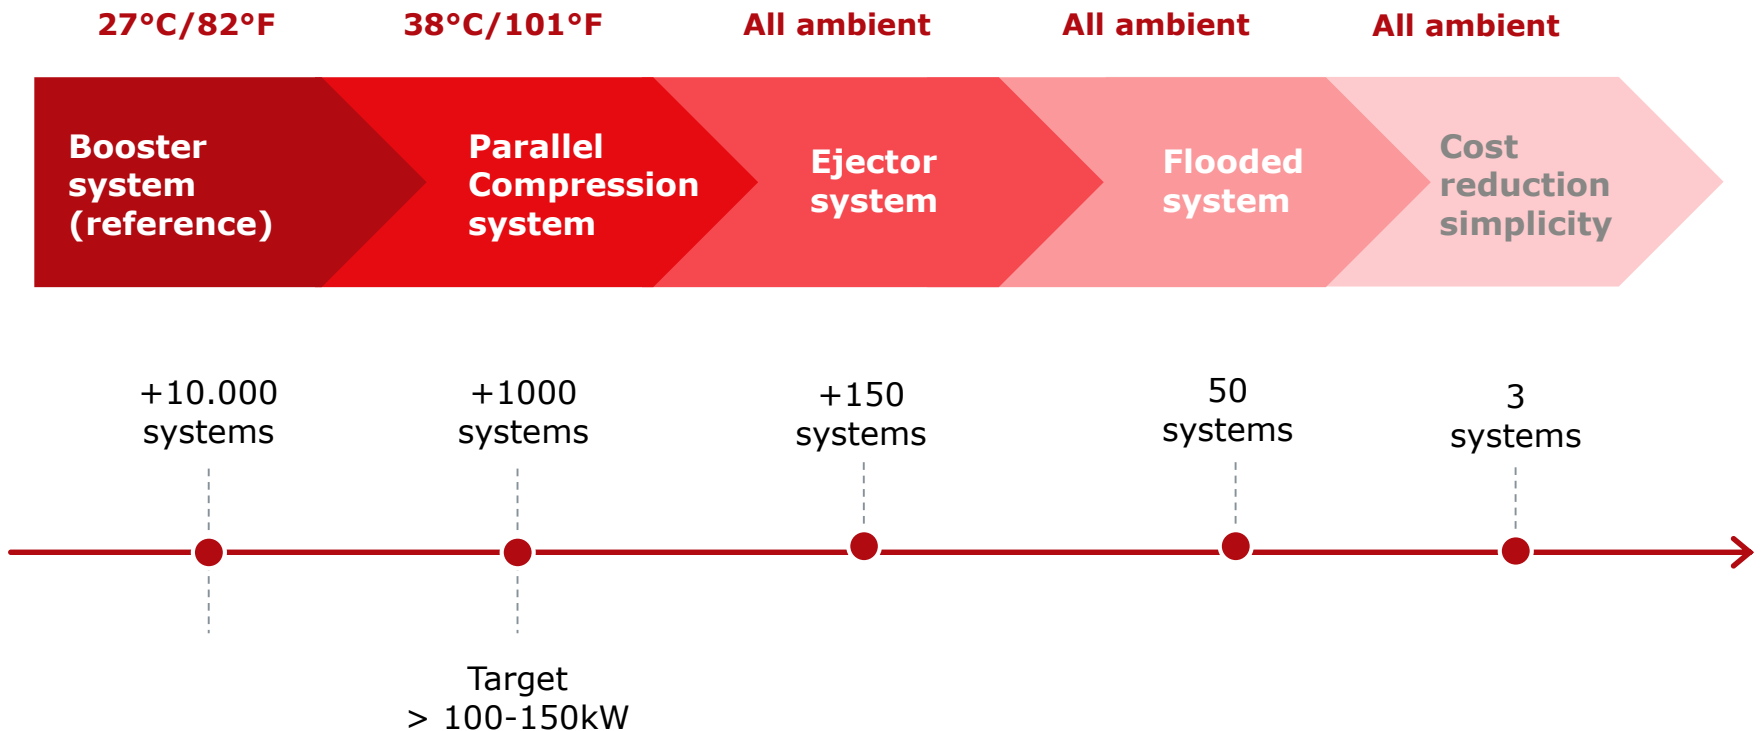 27°C/82°F
38°C/101°F
All ambient
All ambient
All ambient
Booster
system
(reference)
Parallel
Compression
system
Ejector
system
Flooded
system
Cost
reduction
simplicity
+10.000
systems
+1000
systems
+150
systems
50
systems
3
systems
Target
> 100-150kW